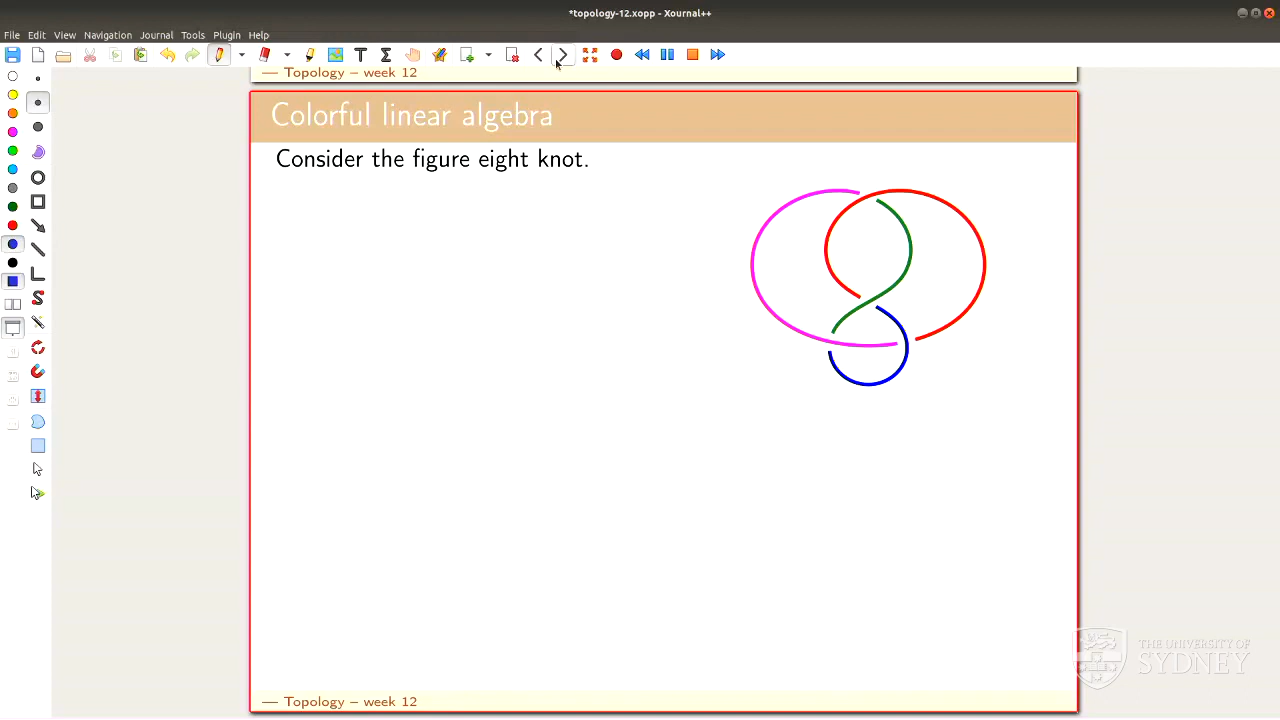 *topology-12.xopp - Xournal++
File Edit View Navigation Journal Tools Plugin Help
— Topology – week 12
Colorful linear algebra
Consider the figure eight knot.
THE UNIVERSITY OF
SYDNEY
— Topology – week 12